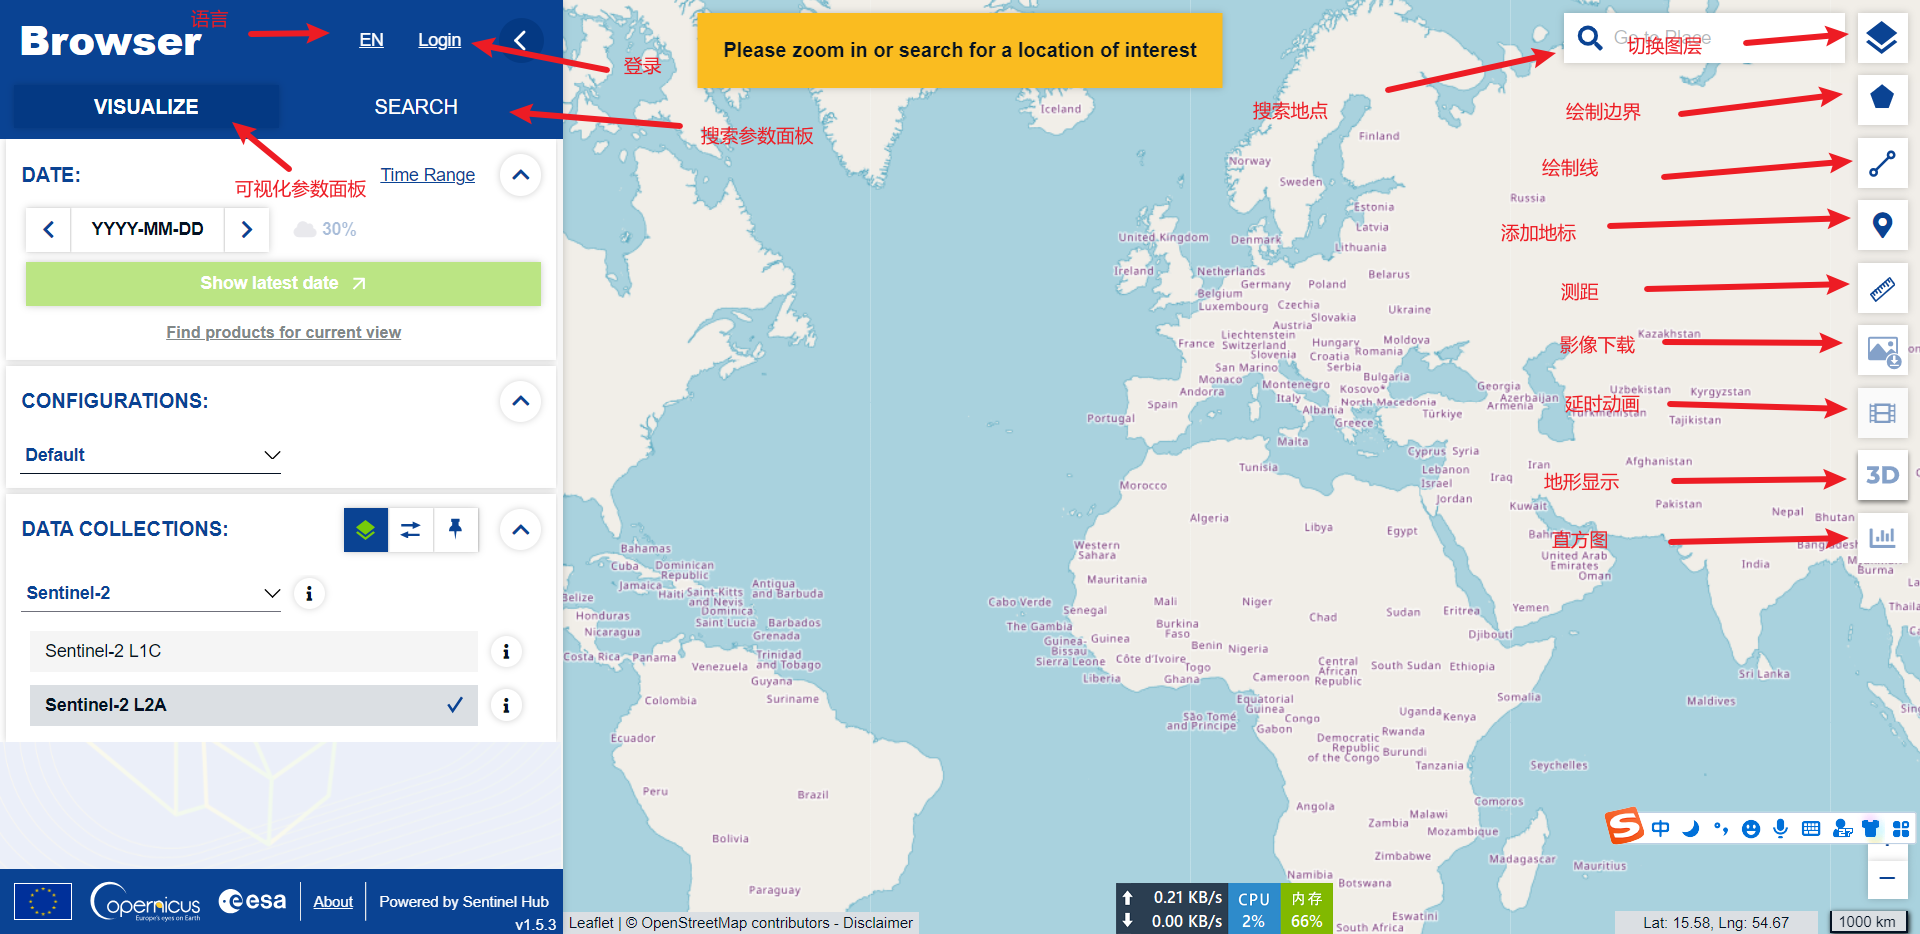 语言
Browser
EN
Login
登录
VISUALIZE
SEARCH
搜索参数面板
可视化参数面板
DATE:
Time Range
YYYY-MM-DD
30%
Show latest date
Find products for current view
CONFIGURATIONS:
Default
DATA COLLECTIONS:
Sentinel-2
Sentinel-2 L1C
Sentinel-2 L2A
opernicus
Europe's eyes on Earth
esa
About
Powered by Sentinel Hub
v1.5.3
Please zoom in or search for a location of interest
Go to Place
切换图层
搜索地点
绘制边界
绘制线
添加地标
测距
影像下载
延时动画
地形显示
3D
直方图
Iceland
Finland
Norway
Sweden
Russia
Estonia
Latvia
Lithuania
United Kingdom
Denmark
Ireland
Netherlands
Belarus
Germany
Poland
Belgium
Luxembourg
Czechia
Ukraine
Slovakia
Austria
Liechtenstein
Kazakhstan
France
Switzerland
Hungary
Moldova
Slovenia
Croatia
Romania
San Marino
Serbia
Monaco
Bulgaria
Andorra
Montenegro
Kosovo*
Georgia
Uzbekistan
Kyrgyzstan
Spain
Italy
North Macedonia
Azerbaijan
Armenia
Portugal
Albania
Türkiye
Turkmenistan
Tajikistan
Greece
Malta
Cyprus
Syria
Tunisia
Lebanon
Iran
Afghanistan
Israel
Iraq
Morocco
Jordan
Kuwait
Pakistan
Nepal
Bhutan
Algeria
Libya
Egypt
Western
Sahara
United Arab
Emirates
India
Burma
Oman
Mauritania
Bahamas
Cuba
Dominican
Republic
Jamaica
Haiti
Saint Kitts
and Nevis
Antigua
and Barbuda
Belize
Dominica
Honduras
Saint Lucia
Barbados
Nicaragua
Grenada
Costa Rica
Panama
Trinidad
and Tobago
Venezuela
Guyana
Colombia
Suriname
Ecuador
Peru
Brazil
Bolivia
Paraguay
Cabo Verde
Senegal
Mali
Niger
Chad
Sudan
Eritrea
Yemen
The Gambia
Burkina
Faso
Guinea-
Bissau
Guinea
Benin
Nigeria
Djibouti
Sierra Leone
Côte d'Ivoire
Togo
Central
African
Republic
South Sudan
Ethiopia
Liberia
Ghana
Cameroon
Sri Lanka
Equatorial
Guinea
Somalia
Maldives
São Tomé
and Príncipe
Congo
Gabon
Uganda
Kenya
Democratic
Republic
of the Congo
Rwanda
Burundi
Tanzania
Seychelles
Angola
Comoros
Malawi
Zambia
Mozambique
Zimbabwe
Madagascar
Mauritius
Namibia
Botswana
Eswatini
South Africa
中
0.21 KB/s
0.00 KB/s
CPU
2%
内存
66%
Leaflet | © OpenStreetMap contributors - Disclaimer
Lat: 15.58, Lng: 54.67
1000 km